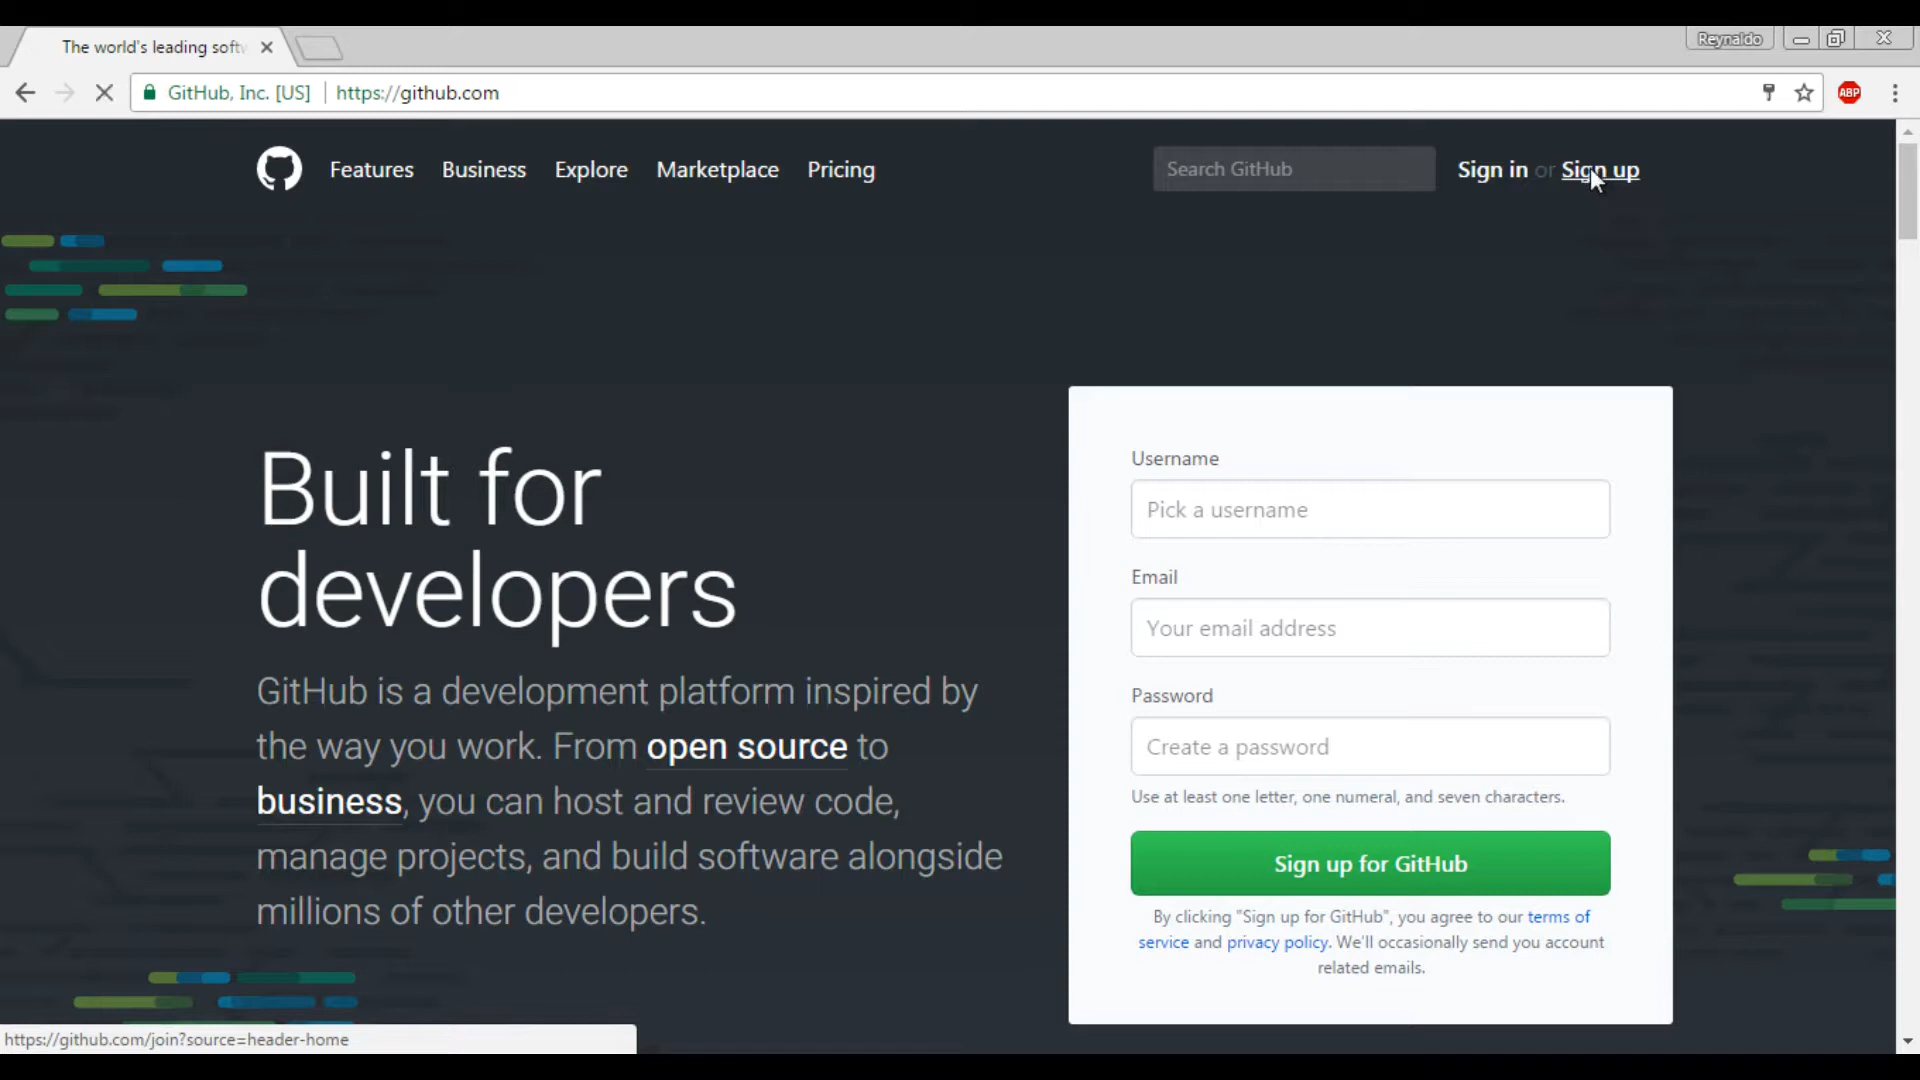 The world's leading softw
Reynaldo
GitHub, Inc. [US] https://github.com
ABP
Features Business Explore Marketplace Pricing Search GitHub Sign in or Sign up
Built for
developers
GitHub is a development platform inspired by
the way you work. From open source to
business, you can host and review code,
manage projects, and build software alongside
millions of other developers.
Username
Pick a username
Email
Your email address
Password
Create a password
Use at least one letter, one numeral, and seven characters.
Sign up for GitHub
By clicking "Sign up for GitHub", you agree to our terms of
service and privacy policy. We'll occasionally send you account
related emails.
https://github.com/join?source=header-home